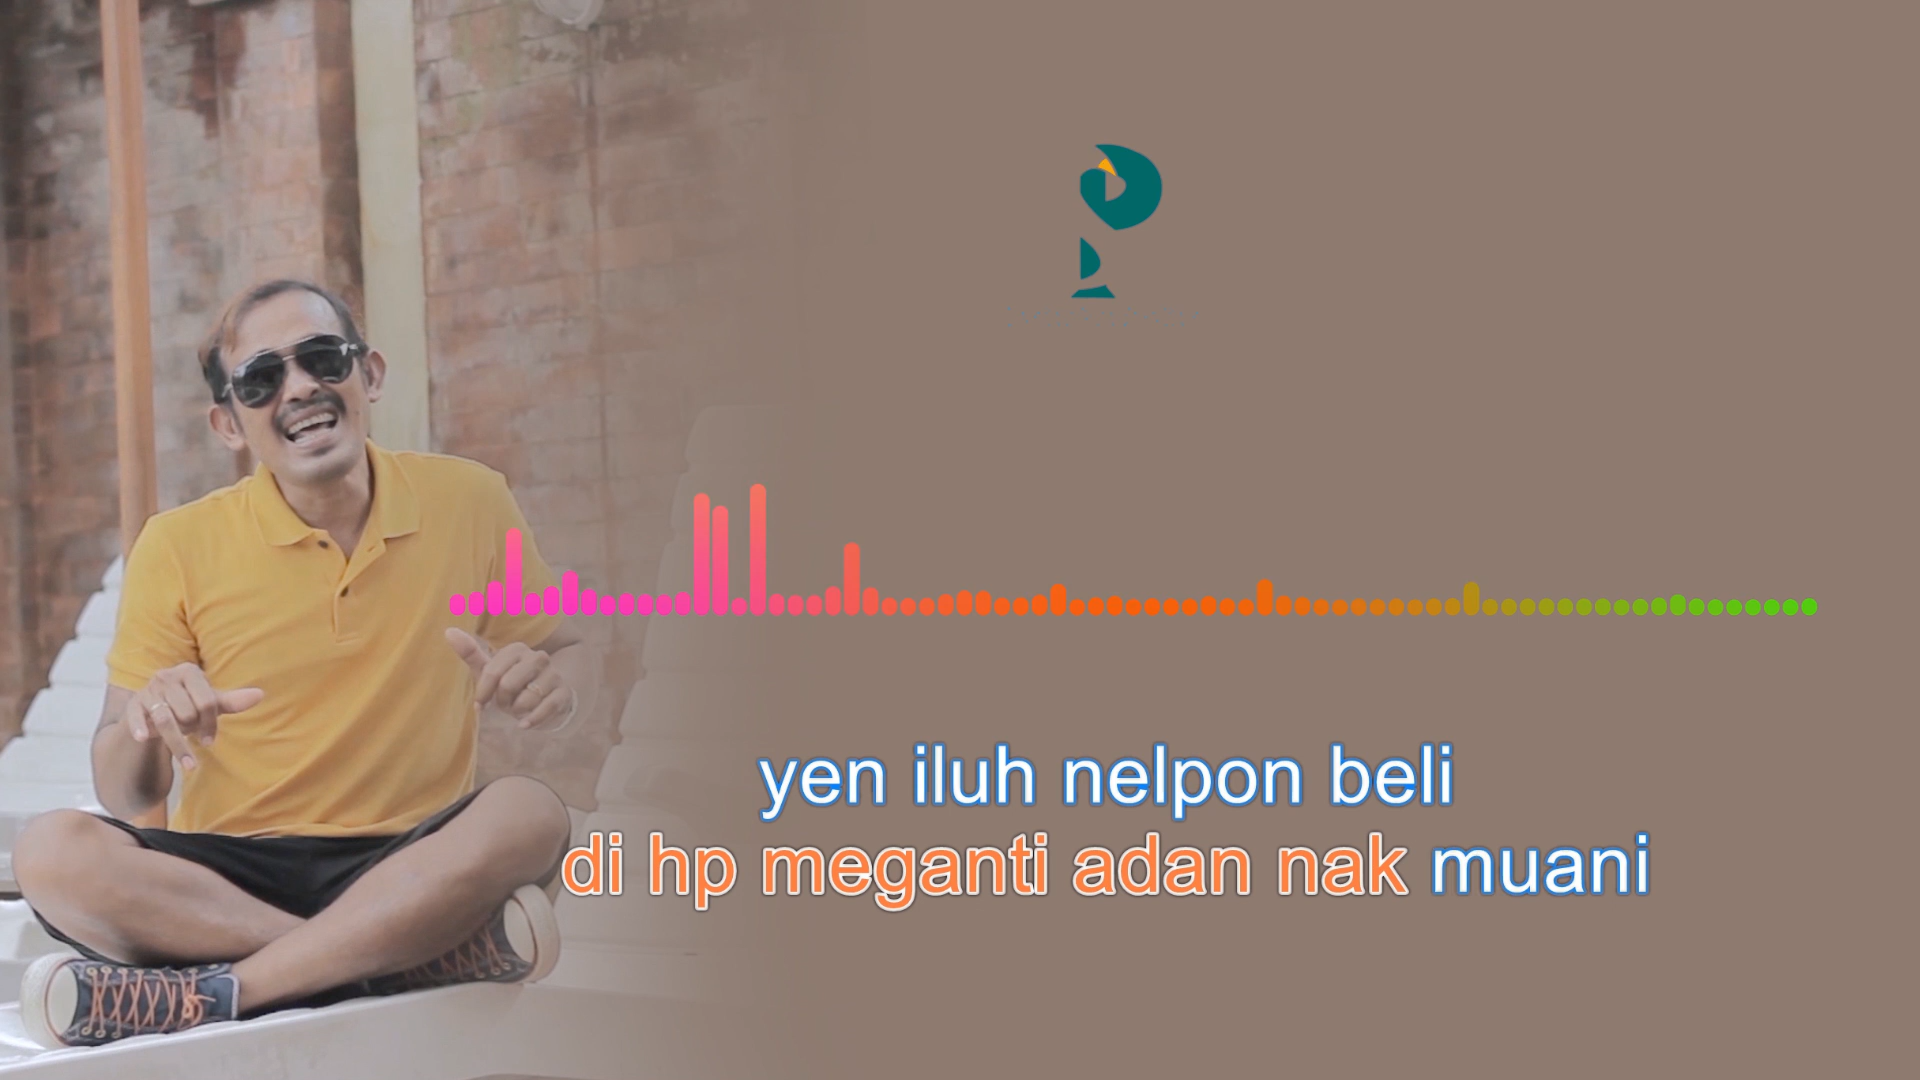 yen iluh nelpon beli
di hp meganti adan nak muani